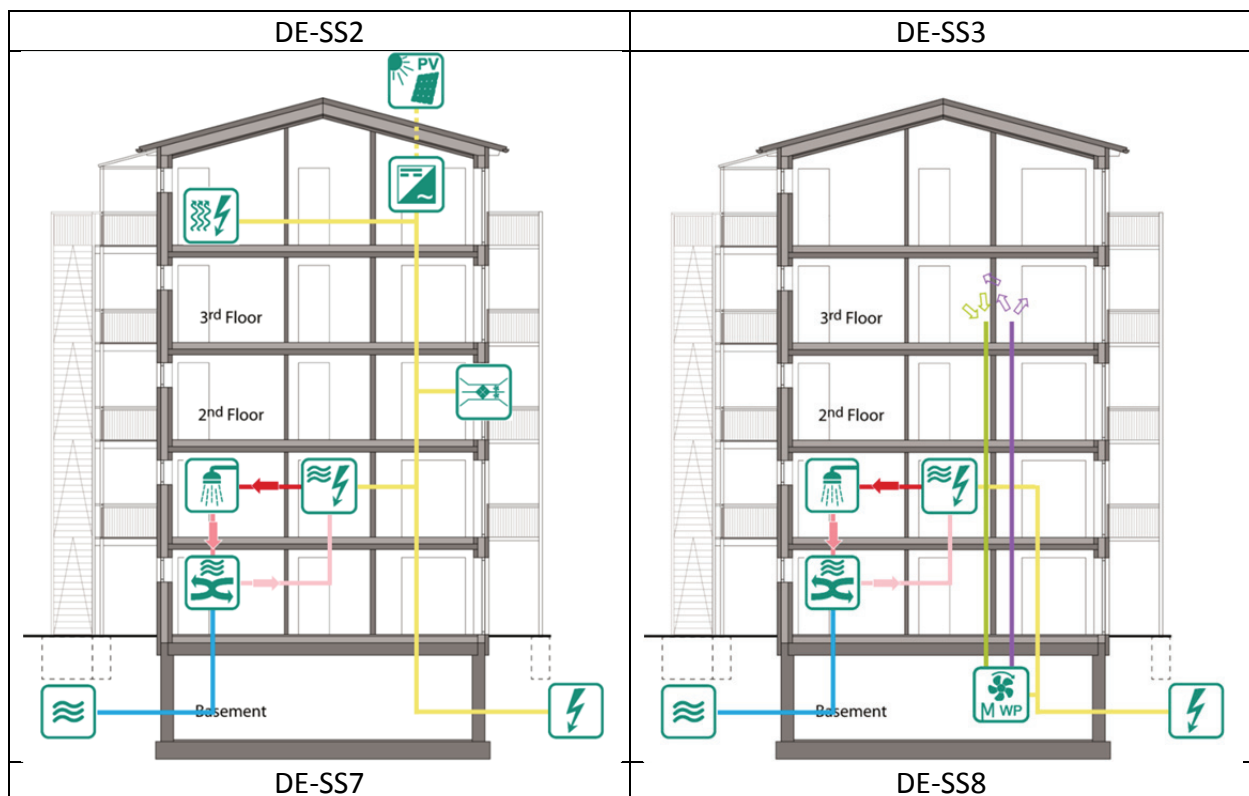 DE-SS2
DE-SS3
PV
3rd Floor
3rd Floor
2nd Floor
2nd Floor
Basement
Basement
M WP
DE-SS7
DE-SS8